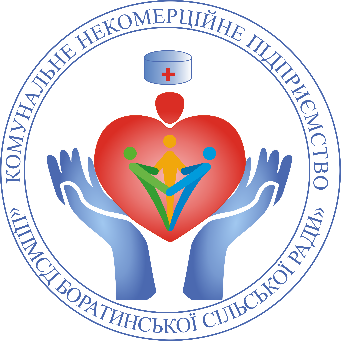 КОМУНАЛЬНЕ НЕКОМЕРЦІЙНЕ ПІДПРИЄМСТВО
«ЦПМСД БОРАТИНСЬКОЇ СІЛЬСЬКОЇ РАДИ»